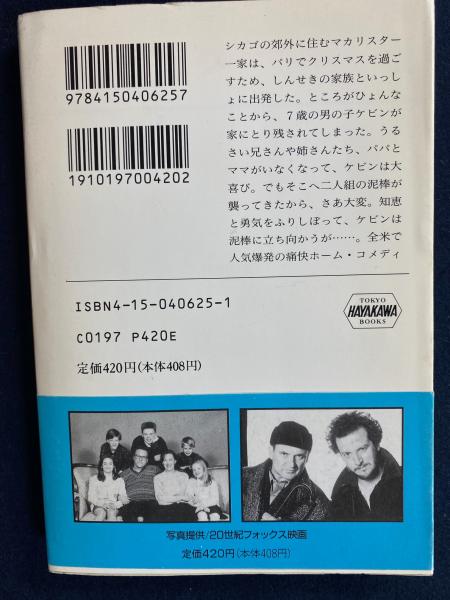 シカゴの郊外に住むマカリスター
一家は、パリでクリスマスを過ご
すため、しんせきの家族といっし
ょに出発した。ところがひょんな
ことから、７歳の男の子ケビンが
家にとり残されてしまった。うる
さい兄さんや姉さんたち、パパと
ママがいなくなって、ケビンは大
喜び。でもそこへ二人組の泥棒が
襲ってきたから、さあ大変。知恵
と勇気をふりしぼって、ケビンは
泥棒に立ち向かうが……。全米で
人気爆発の痛快ホーム・コメディ
9784150406257
1910197004202
ISBN4-15-040625-1
C0197 P420E
定価420円(本体408円)
TOKYO
HAYAKAWA
BOOKS
写真提供/20世紀フォックス映画
定価420円(本体408円)